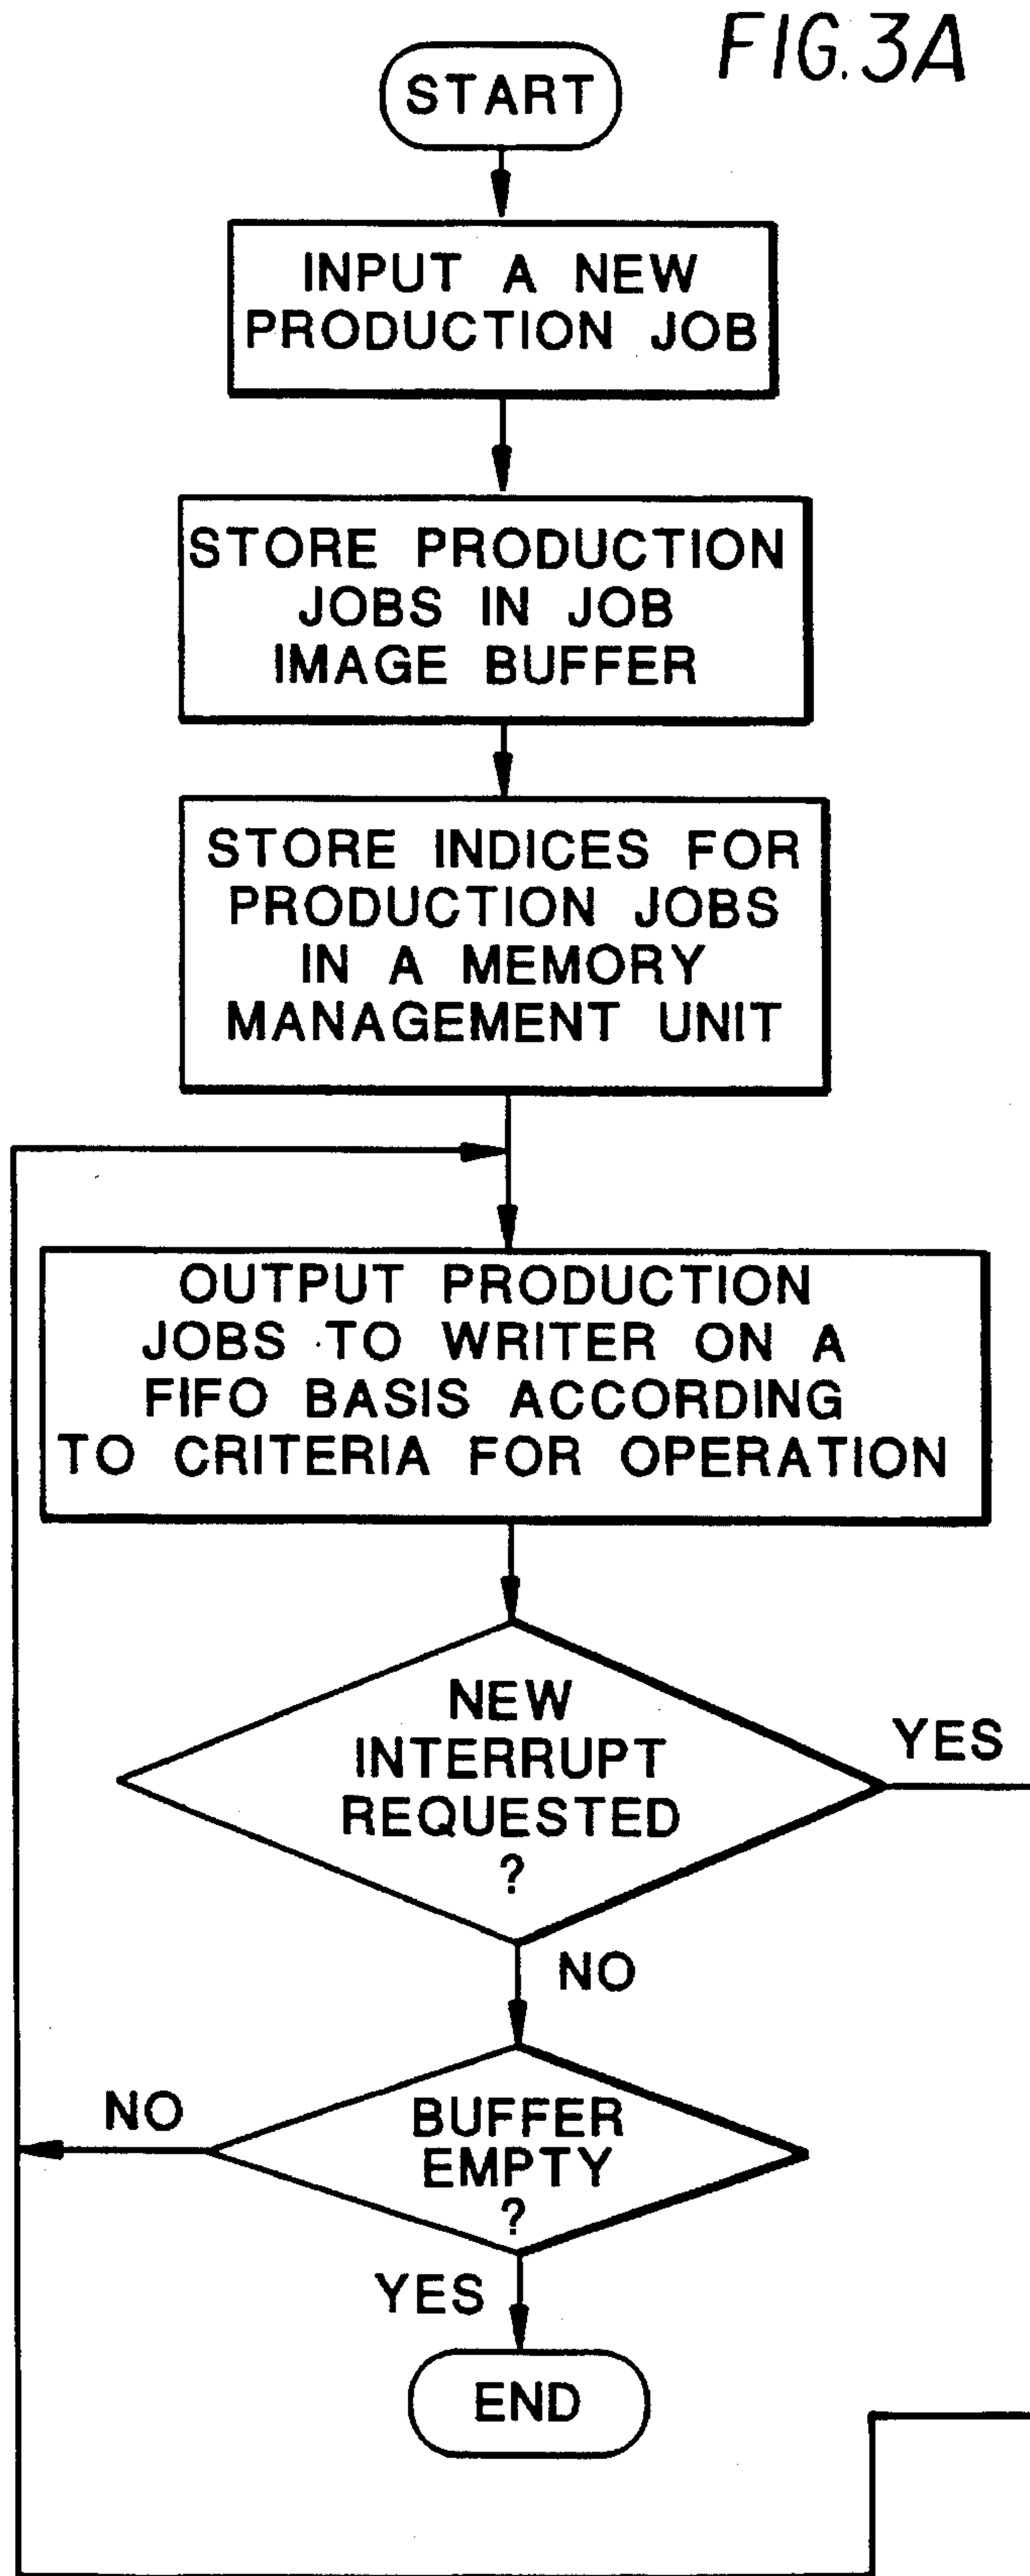 FIG. 3A
START
INPUT A NEW
PRODUCTION JOB
STORE PRODUCTION
JOBS IN JOB
IMAGE BUFFER
STORE INDICES FOR
PRODUCTION JOBS
IN A MEMORY
MANAGEMENT UNIT
OUTPUT PRODUCTION
JOBS TO WRITER ON A
FIFO BASIS ACCORDING
TO CRITERIA FOR OPERATION
NEW
INTERRUPT
REQUESTED
?
YES
NO
BUFFER
EMPTY
?
NO
YES
END